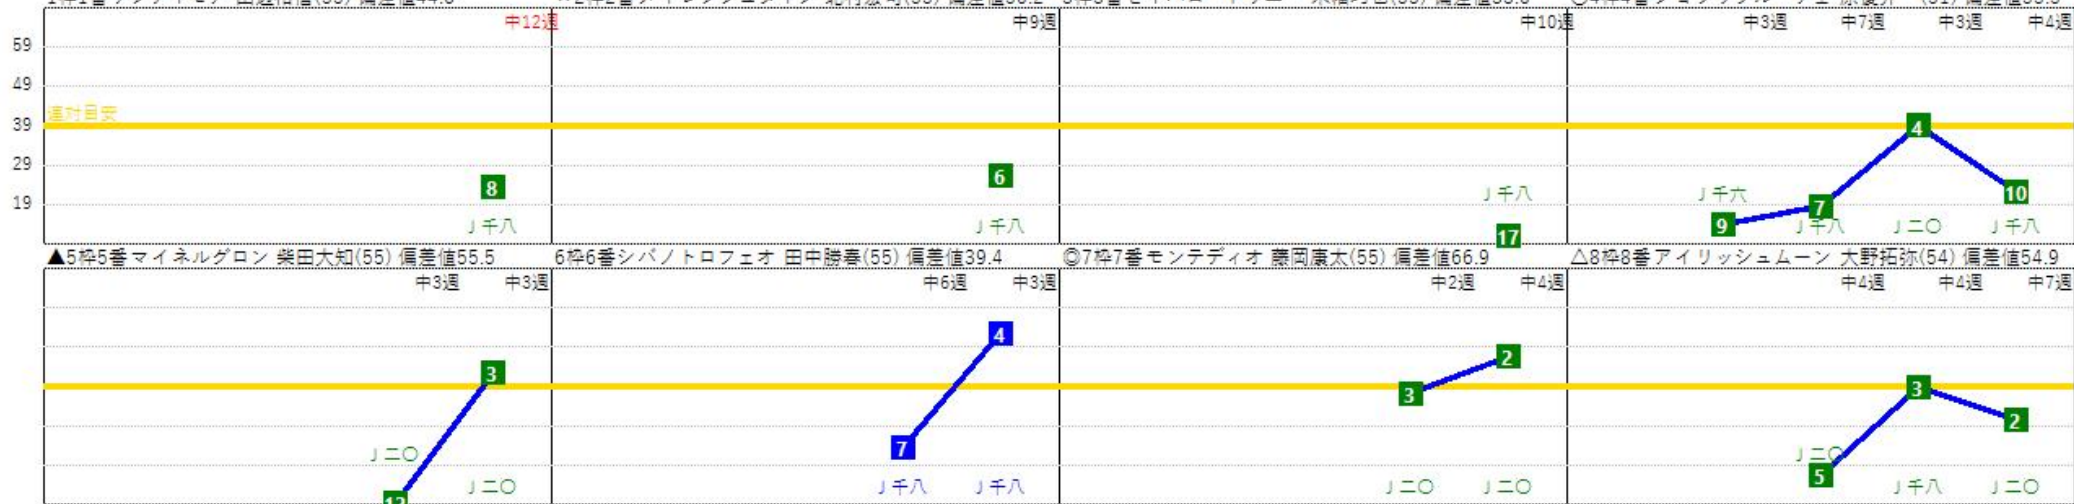 中12週 中9週 中10週 中3週 中7週 中3週 中4週
59
49
連対目安
39 4
29
8 6 J千八 J千六 10
19 7
J千八 J千八 17 9 J千八 J二〇 J千八
▲5枠5番マイネルグロン 柴田大知(55) 偏差値55.5 6枠6番シバノトロフェオ 田中勝春(55) 偏差値39.4 ◎7枠7番モンテディオ 藤岡康太(55) 偏差値66.9 △8枠8番アイリッシュムーン 大野拓弥(54) 偏差値54.9
中3週 中3週 中6週 中3週 中2週 中4週 中4週 中4週 中7週
4
3 2
3 3
2
J二〇 7 J二〇
5
J二〇 J千八 J千八 J二〇 J二〇 J千八 J二〇